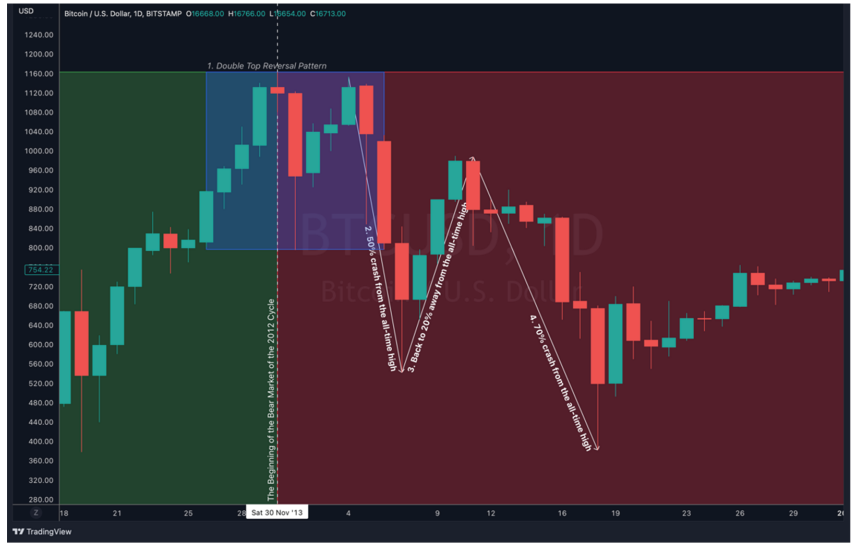 USD
Bitcoin / U.S. Dollar, 1D, BITSTAMP O16668.00 H16766.00 L16654.00 C16713.00
1240.00
1200.00
1160.00
1120.00
1080.00
1040.00
1000.00
960.00
920.00
880.00
840.00
800.00
754.22
720.00
680.00
640.00
600.00
560.00
520.00
480.00
440.00
400.00
360.00
320.00
280.00
1. Double Top Reversal Pattern
BTCUSD, 1D
Bitcoin / U.S. Dollar
The Beginning of the Bear Market of the 2012 Cycle
2. 50% crash from the all-time high
3. Back to 20% away from the all-time high
4. 70% crash from the all-time high
Z 18 21 25 28 Sat 30 Nov '13 4 9 12 16 19 23 26 29
TradingView